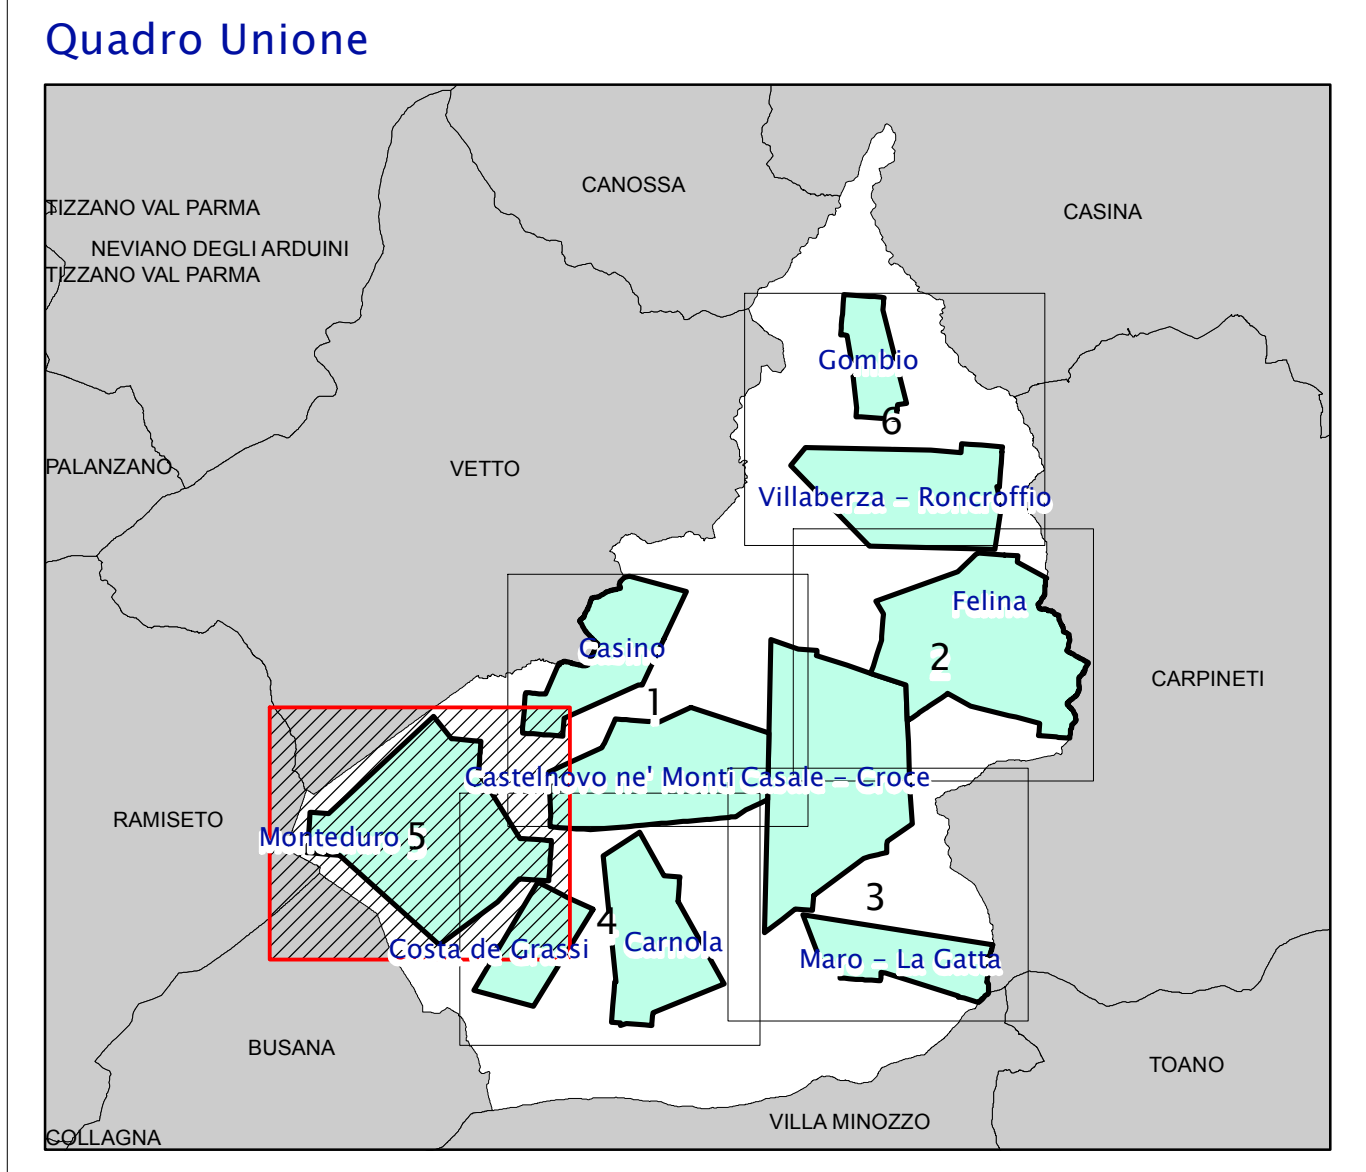 Quadro Unione
CANOSSA
TIZZANO VAL PARMA
CASINA
NEVIANO DEGLI ARDUINI
TIZZANO VAL PARMA
Gombio
6
PALANZANO
VETTO
Villaberza - Roncroffio
Felina
Casino
2
CARPINETI
1
Castelnovo ne' Monti
Casale - Croce
RAMISETO
Monteduro
5
3
4
Carnola
Costa de Grassi
Maro - La Gatta
BUSANA
TOANO
VILLA MINOZZO
COLLAGNA